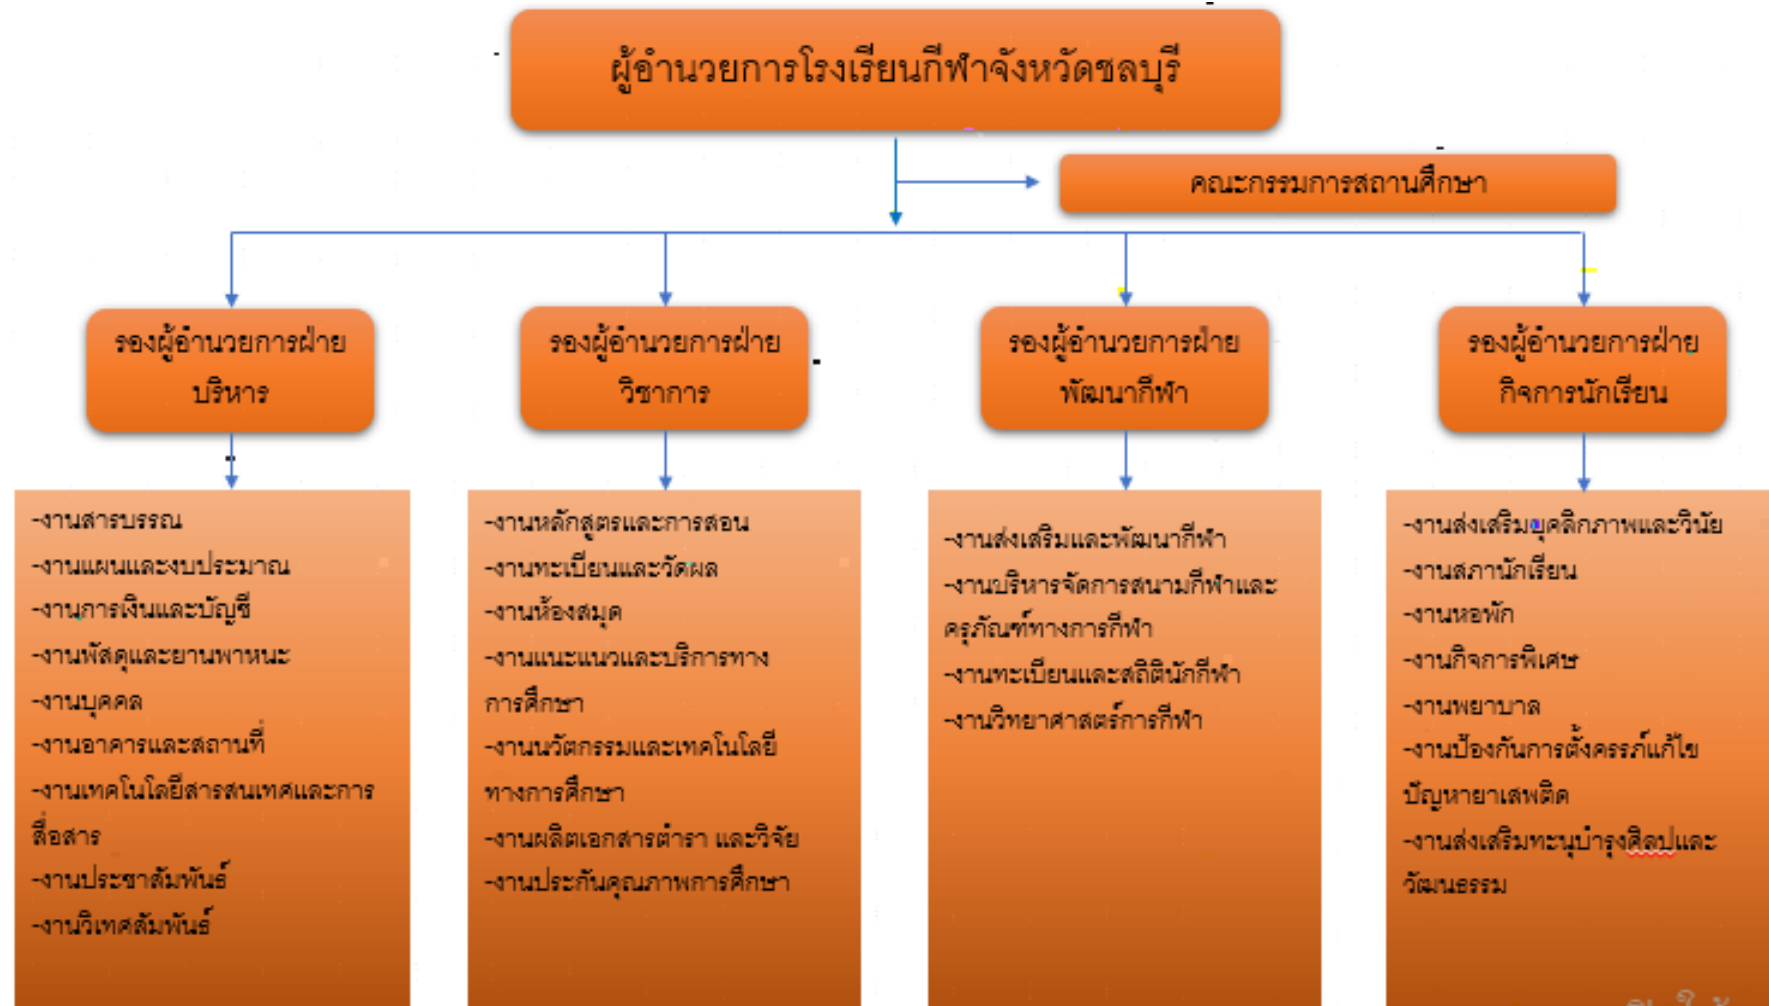 ผู้อำนวยการโรงเรียนกีฬาจังหวัดชลบุรี
คณะกรรมการสถานศึกษา
รองผู้อำนวยการฝ่าย
บริหาร
รองผู้อำนวยการฝ่าย
วิชาการ
รองผู้อำนวยการฝ่าย
พัฒนากีฬา
รองผู้อำนวยการฝ่าย
กิจการนักเรียน
-งานสารบรรณ
-งานแผนและงบประมาณ
-งานการเงินและบัญชี
-งานพัสดุและยานพาหนะ
-งานบุคคล
-งานอาคารและสถานที่
-งานเทคโนโลยีสารสนเทศและการ
สื่อสาร
-งานประชาสัมพันธ์
-งานวิเทศสัมพันธ์
-งานหลักสูตรและการสอน
-งานทะเบียนและวัดผล
-งานห้องสมุด
-งานแนะแนวและบริการทาง
การศึกษา
-งานนวัตกรรมและเทคโนโลยี
ทางการศึกษา
-งานผลิตเอกสารตำรา และวิจัย
-งานประกันคุณภาพการศึกษา
-งานส่งเสริมและพัฒนากีฬา
-งานบริหารจัดการสนามกีฬาและ
ครุภัณฑ์ทางการกีฬา
-งานทะเบียนและสถิตินักกีฬา
-งานวิทยาศาสตร์การกีฬา
-งานส่งเสริมบุคลิกภาพและวินัย
-งานสภานักเรียน
-งานหอพัก
-งานกิจการพิเศษ
-งานพยาบาล
-งานป้องกันการตั้งครรภ์แก้ไข
ปัญหายาเสพติด
-งานส่งเสริมทะนุบำรุงศิลปและ
วัฒนธรรม